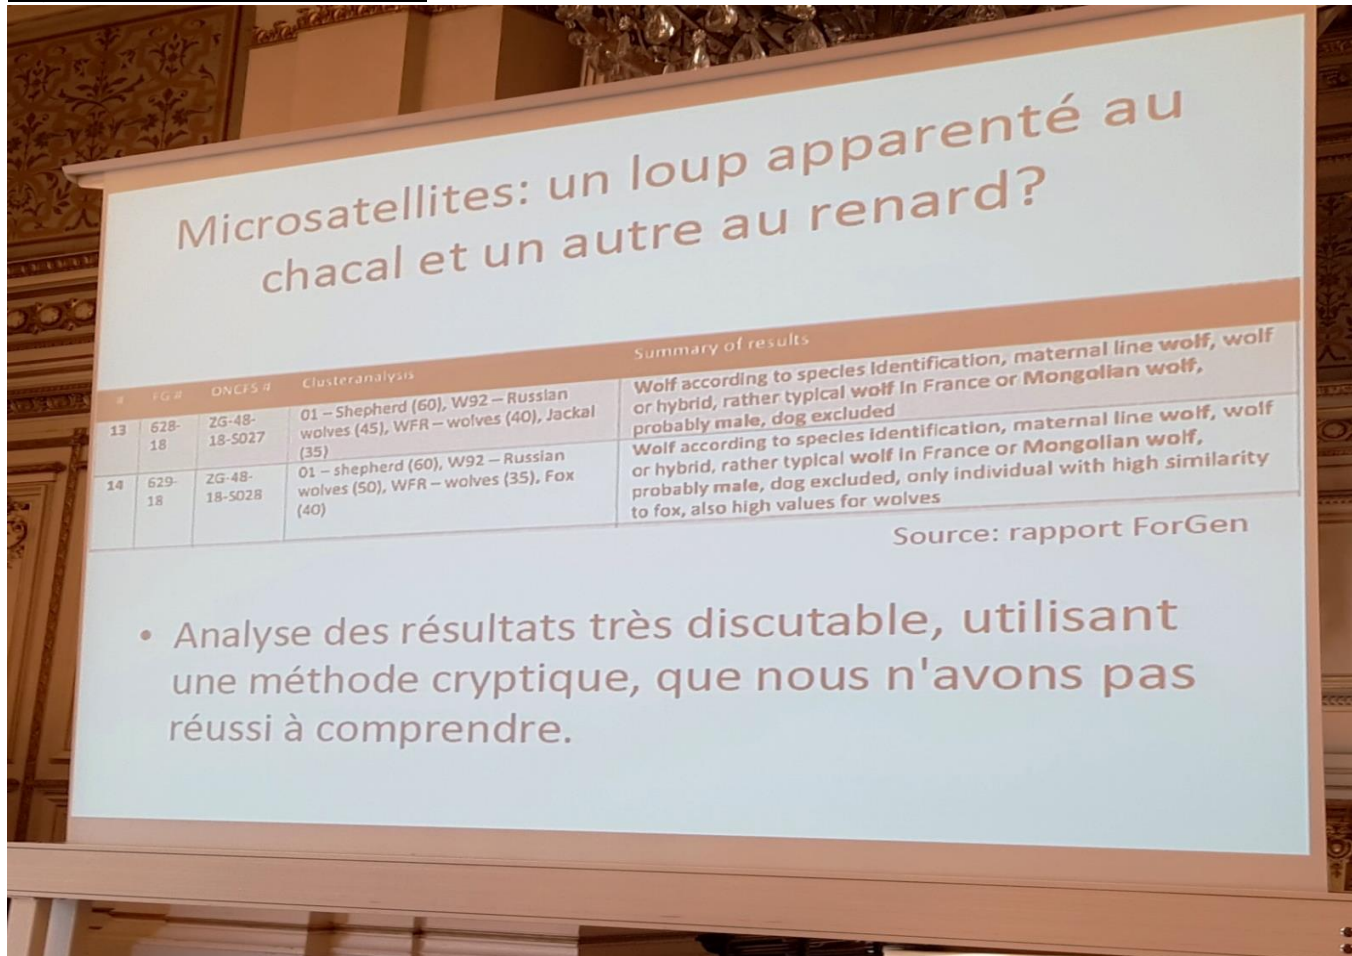 Microsatellites: un loup apparenté au
chacal et un autre au renard?
# FG # ONCFS # Clusteranalysis Summary of results
13 628-18 ZG-48-18-S027
01 – Shepherd (60), W92 – Russian
wolves (45), WFR – wolves (40), Jackal
(35)
Wolf according to species identification, maternal line wolf, wolf
or hybrid, rather typical wolf in France or Mongolian wolf,
probably male, dog excluded
14 629-18 ZG-48-18-S028
01 – shepherd (60), W92 – Russian
wolves (50), WFR – wolves (35), Fox
(40)
Wolf according to species identification, maternal line wolf, wolf
or hybrid, rather typical wolf in France or Mongolian wolf,
probably male, dog excluded, only individual with high similarity
to fox, also high values for wolves
Source: rapport ForGen
• Analyse des résultats très discutable, utilisant
une méthode cryptique, que nous n'avons pas
réussi à comprendre.